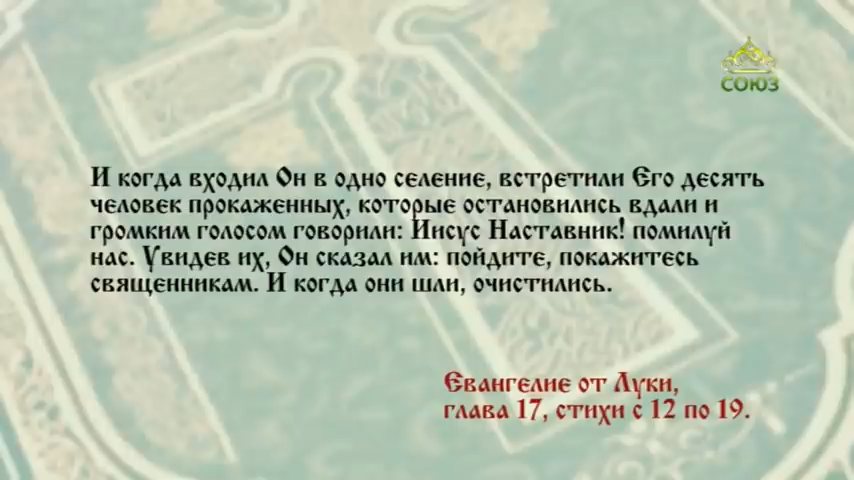 СОЮЗ
И когда входил Он в одно селение, встретили Его десять
человек прокаженных, которые остановились вдали и
громким голосом говорили: Иисус Наставник! помилуй
нас. Увидев их, Он сказал им: пойдите, покажитесь
священникам. И когда они шли, очистились.
Евангелие от Луки,
глава 17, стихи с 12 по 19.